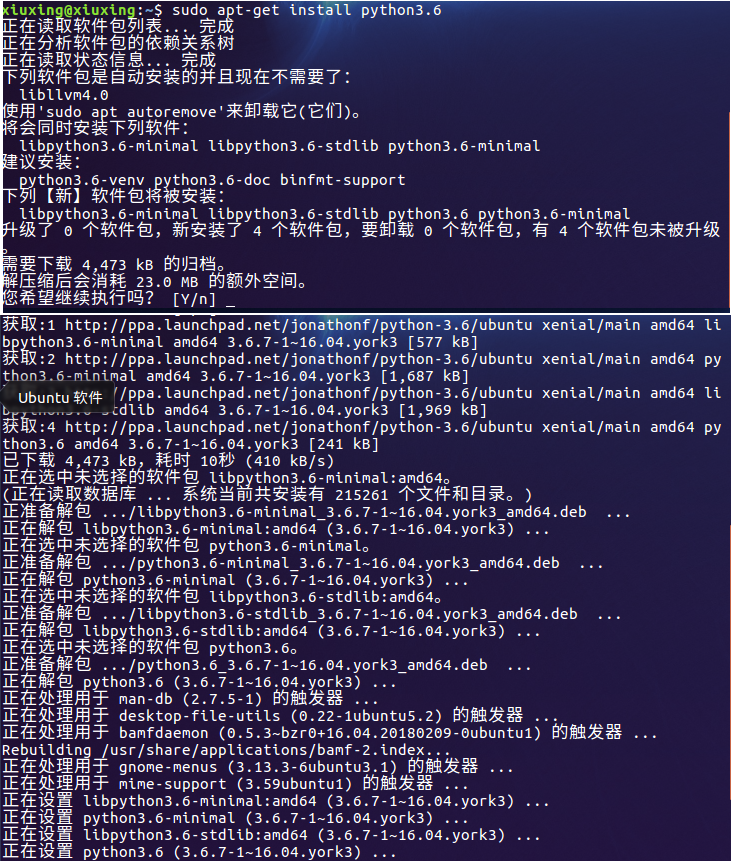 xiuxing@xiuxing:~$ sudo apt-get install python3.6
正在读取软件包列表... 完成
正在分析软件包的依赖关系树
正在读取状态信息... 完成
下列软件包是自动安装的并且现在不需要了：
libllvm4.0
使用'sudo apt autoremove'来卸载它(它们)。
将会同时安装下列软件：
libpython3.6-minimal libpython3.6-stdlib python3.6-minimal
建议安装：
python3.6-venv python3.6-doc binfmt-support
下列【新】软件包将被安装：
libpython3.6-minimal libpython3.6-stdlib python3.6 python3.6-minimal
升级了 0 个软件包，新安装了 4 个软件包，要卸载 0 个软件包，有 4 个软件包未被升级
。
需要下载 4,473 kB 的归档。
解压缩后会消耗 23.0 MB 的额外空间。
您希望继续执行吗？ [Y/n] _
获取:1 http://ppa.launchpad.net/jonathonf/python-3.6/ubuntu xenial/main amd64 li
bpython3.6-minimal amd64 3.6.7-1~16.04.york3 [577 kB]
获取:2 http://ppa.launchpad.net/jonathonf/python-3.6/ubuntu xenial/main amd64 py
thon3.6-minimal amd64 3.6.7-1~16.04.york3 [1,687 kB]
//ppa.launchpad.net/jonathonf/python-3.6/ubuntu xenial/main amd64 li
Ubuntu 软件
dlib amd64 3.6.7-1~16.04.york3 [1,969 kB]
获取:4 http://ppa.launchpad.net/jonathonf/python-3.6/ubuntu xenial/main amd64 py
thon3.6 amd64 3.6.7-1~16.04.york3 [241 kB]
已下载 4,473 kB，耗时 10秒 (410 kB/s)
正在选中未选择的软件包 libpython3.6-minimal:amd64。
(正在读取数据库 ... 系统当前共安装有 215261 个文件和目录。)
正准备解包 .../libpython3.6-minimal_3.6.7-1~16.04.york3_amd64.deb ...
正在解包 libpython3.6-minimal:amd64 (3.6.7-1~16.04.york3) ...
正在选中未选择的软件包 python3.6-minimal。
正准备解包 .../python3.6-minimal_3.6.7-1~16.04.york3_amd64.deb ...
正在解包 python3.6-minimal (3.6.7-1~16.04.york3) ...
正在选中未选择的软件包 libpython3.6-stdlib:amd64。
正准备解包 .../libpython3.6-stdlib_3.6.7-1~16.04.york3_amd64.deb ...
正在解包 libpython3.6-stdlib:amd64 (3.6.7-1~16.04.york3) ...
正在选中未选择的软件包 python3.6。
正准备解包 .../python3.6_3.6.7-1~16.04.york3_amd64.deb ...
正在解包 python3.6 (3.6.7-1~16.04.york3) ...
正在处理用于 man-db (2.7.5-1) 的触发器 ...
正在处理用于 desktop-file-utils (0.22-1ubuntu5.2) 的触发器 ...
正在处理用于 bamfdaemon (0.5.3~bzr0+16.04.20180209-0ubuntu1) 的触发器 ...
Rebuilding /usr/share/applications/bamf-2.index...
正在处理用于 gnome-menus (3.13.3-6ubuntu3.1) 的触发器 ...
正在处理用于 mime-support (3.59ubuntu1) 的触发器 ...
正在设置 libpython3.6-minimal:amd64 (3.6.7-1~16.04.york3) ...
正在设置 python3.6-minimal (3.6.7-1~16.04.york3) ...
正在设置 libpython3.6-stdlib:amd64 (3.6.7-1~16.04.york3) ...
正在设置 python3.6 (3.6.7-1~16.04.york3) ...